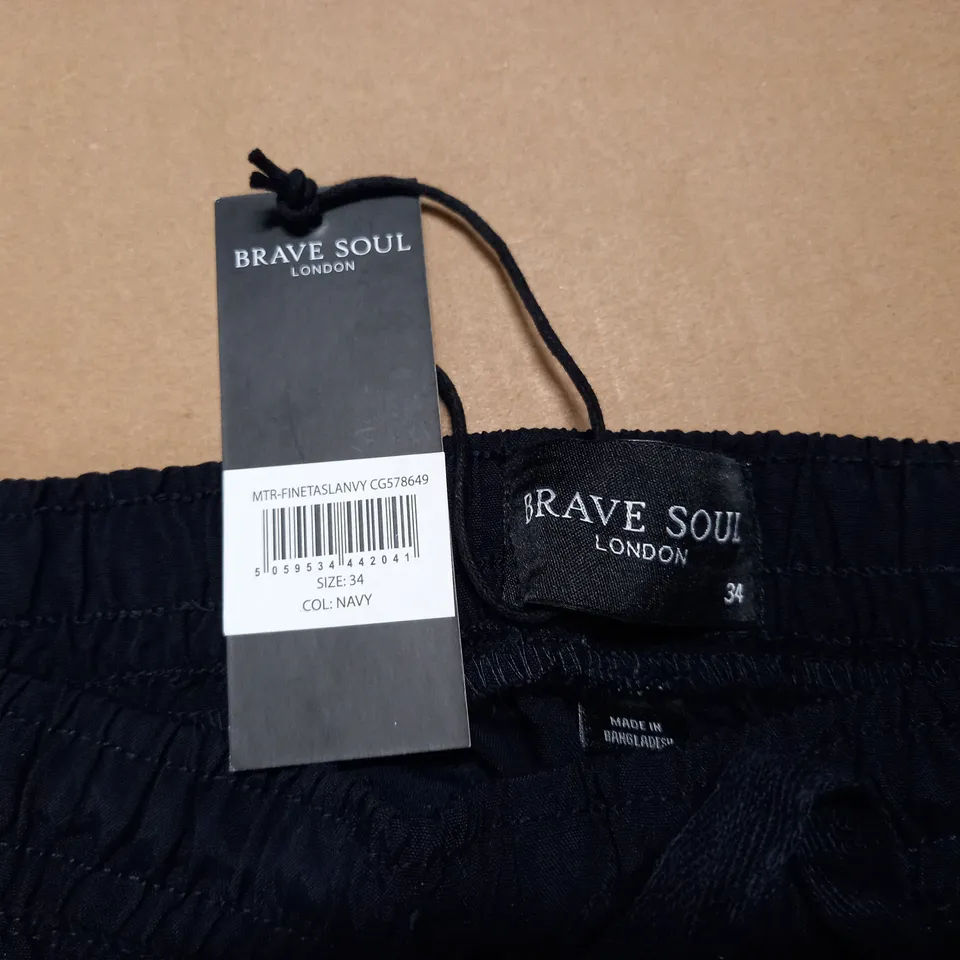 BRAVE SOUL
LONDON
MTR-FINETASLANVY CG578649
5 059534 442041
SIZE: 34
COL: NAVY
BRAVE SOUL
LONDON
34
MADE IN
BANGLADESH